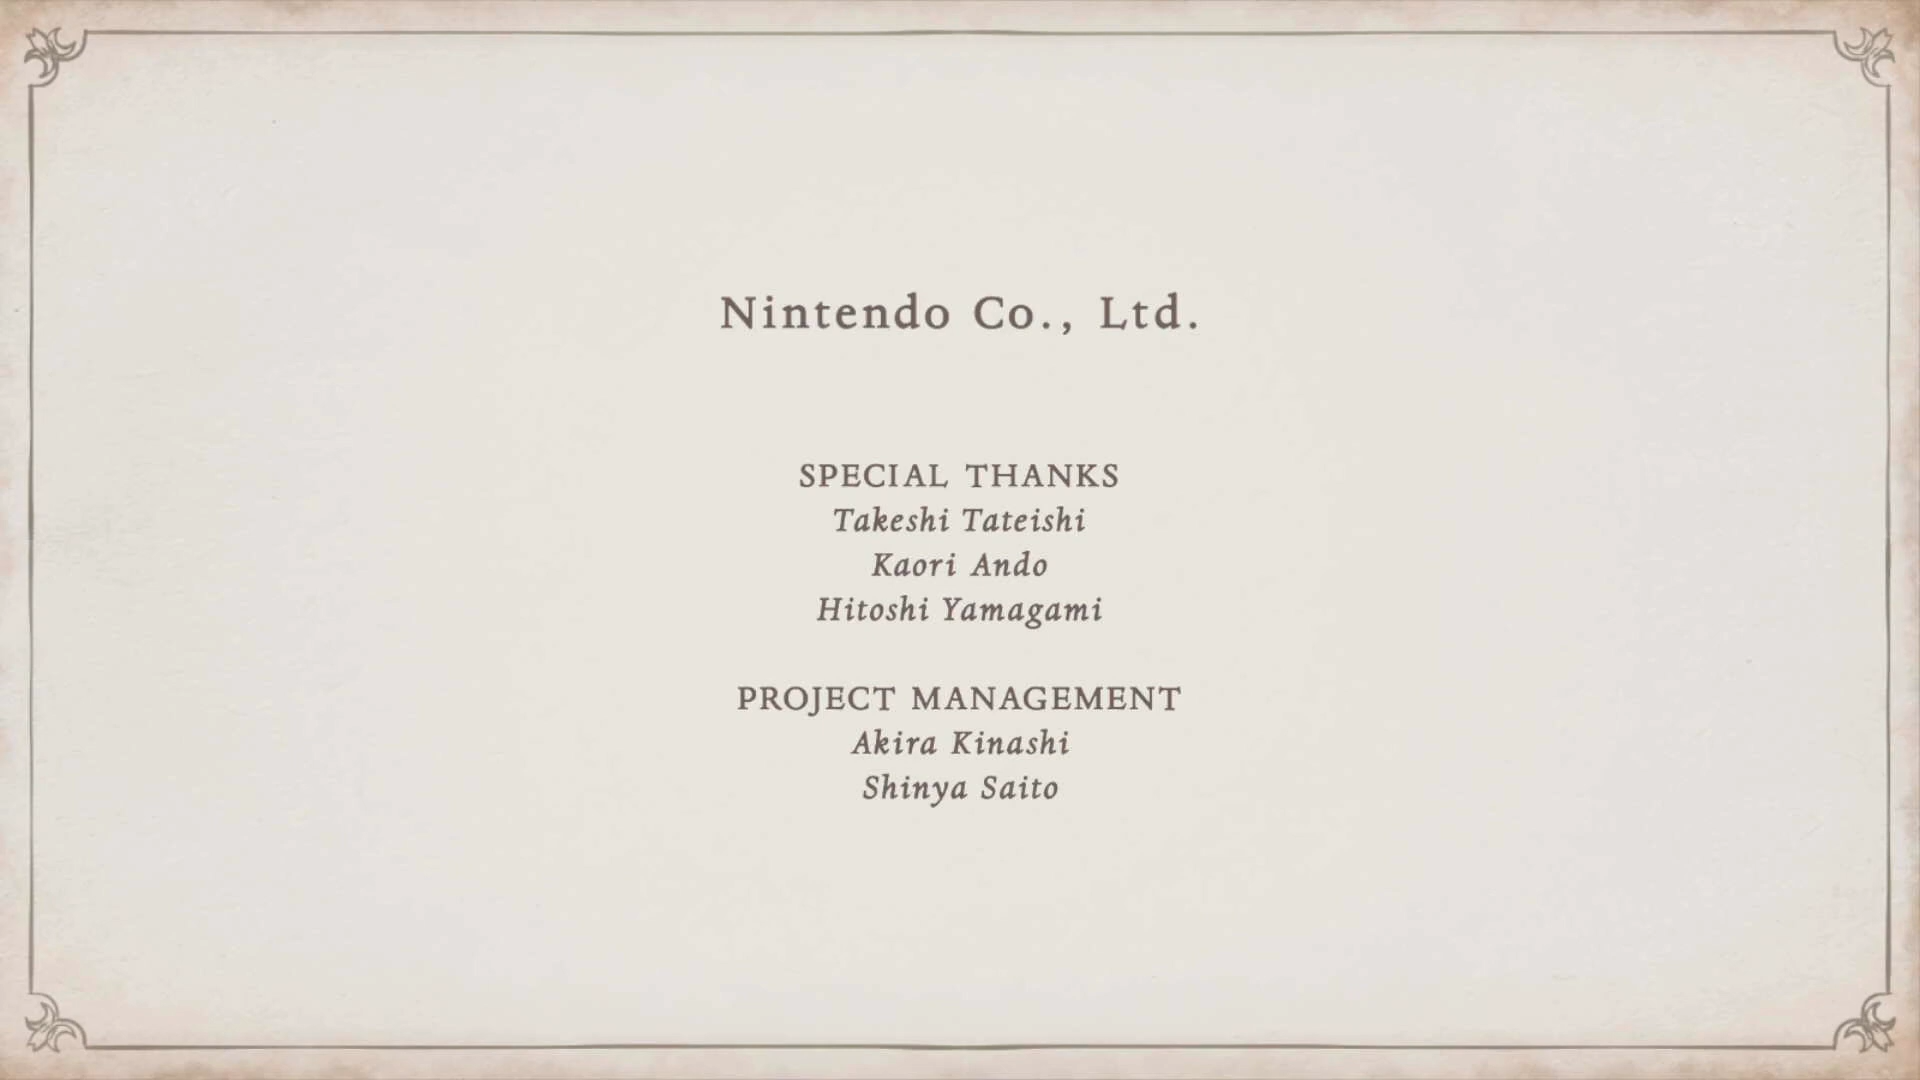 Nintendo Co., Ltd.
SPECIAL THANKS
Takeshi Tateishi
Kaori Ando
Hitoshi Yamagami
PROJECT MANAGEMENT
Akira Kinashi
Shinya Saito